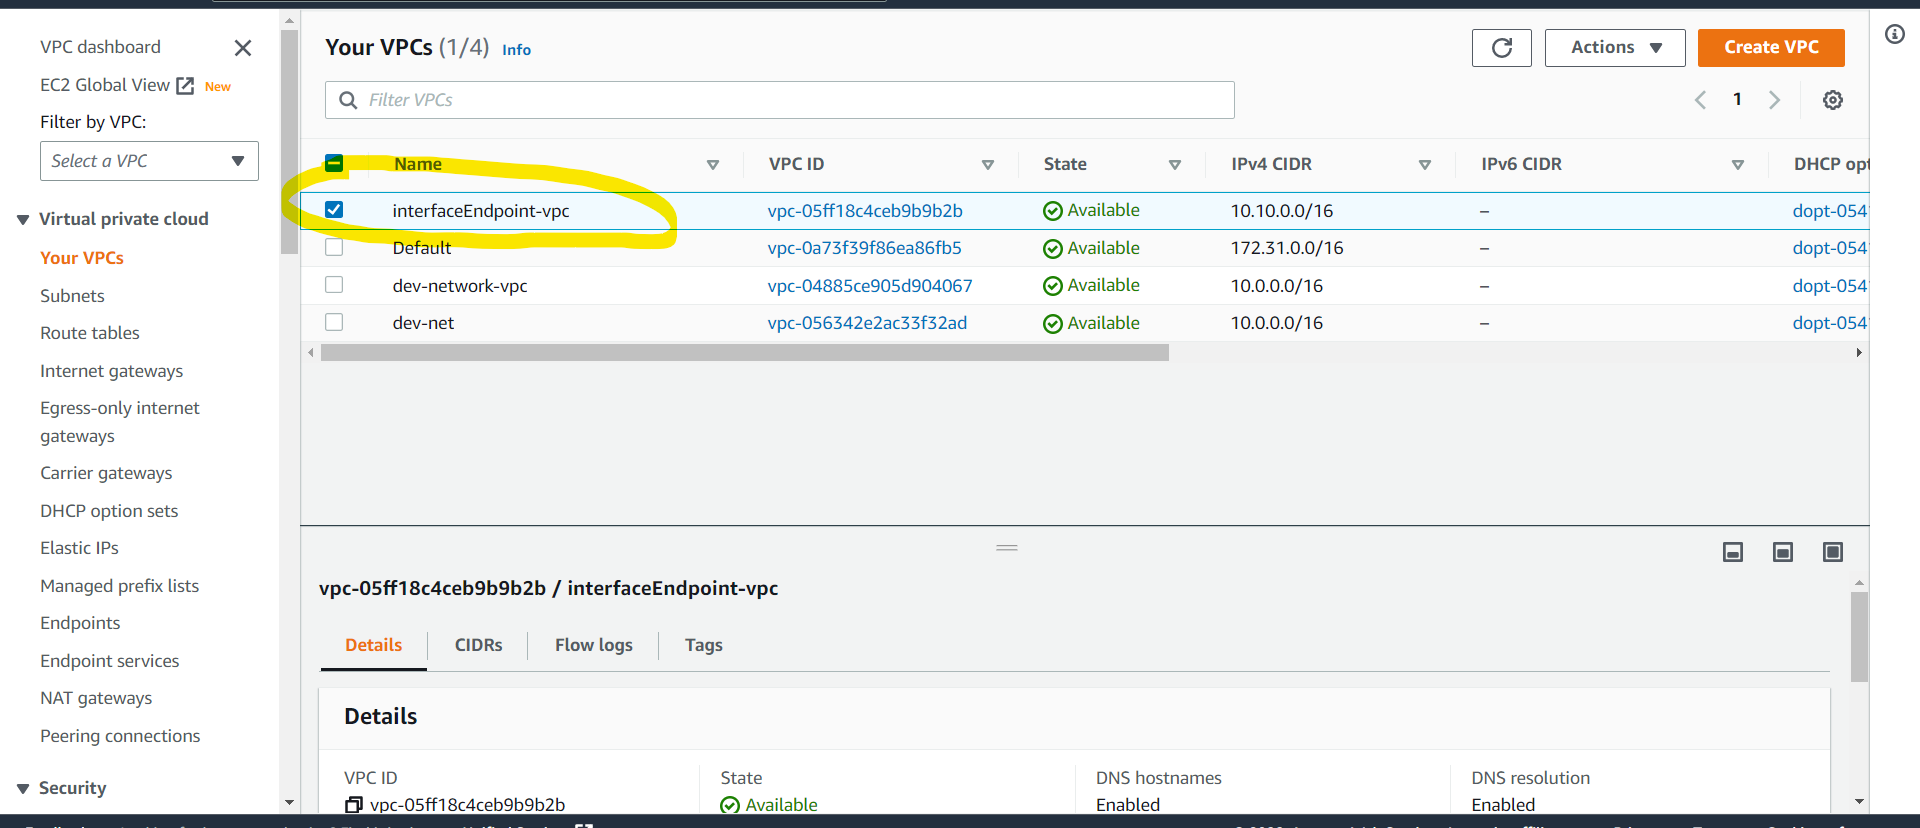 VPC dashboard
EC2 Global View New
Filter by VPC:
Select a VPC
Virtual private cloud
Your VPCs
Subnets
Route tables
Internet gateways
Egress-only internet
gateways
Carrier gateways
DHCP option sets
Elastic IPs
Managed prefix lists
Endpoints
Endpoint services
NAT gateways
Peering connections
Security
Your VPCs (1/4) Info
Actions
Create VPC
Filter VPCs
1
Name VPC ID State IPv4 CIDR IPv6 CIDR DHCP opt
interfaceEndpoint-vpc vpc-05ff18c4ceb9b9b2b Available 10.10.0.0/16 – dopt-054
Default vpc-0a73f39f86ea86fb5 Available 172.31.0.0/16 – dopt-054
dev-network-vpc vpc-04885ce905d904067 Available 10.0.0.0/16 – dopt-054
dev-net vpc-056342e2ac33f32ad Available 10.0.0.0/16 – dopt-054
vpc-05ff18c4ceb9b9b2b / interfaceEndpoint-vpc
Details CIDRs Flow logs Tags
Details
VPC ID State DNS hostnames DNS resolution
vpc-05ff18c4ceb9b9b2b Available Enabled Enabled